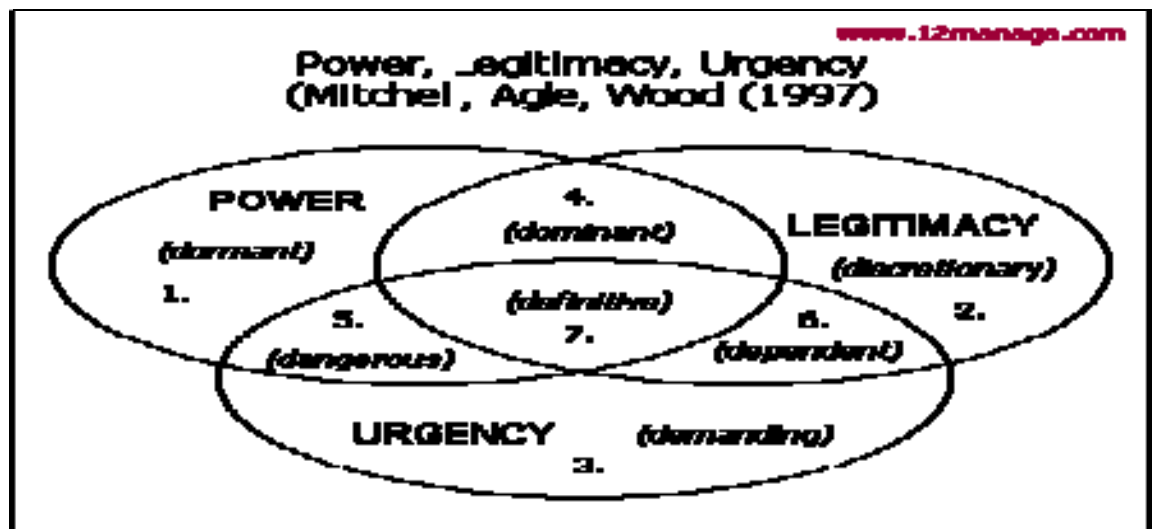 www.12manage.com
Power, Legitimacy, Urgency
(Mitchel, Agle, Wood (1997)
POWER
4.
(dominant)
LEGITIMACY
(dormant)
(discretionary)
1.
(definitive)
5.
6.
2.
7.
(dangerous)
(dependent)
URGENCY (demanding)
3.